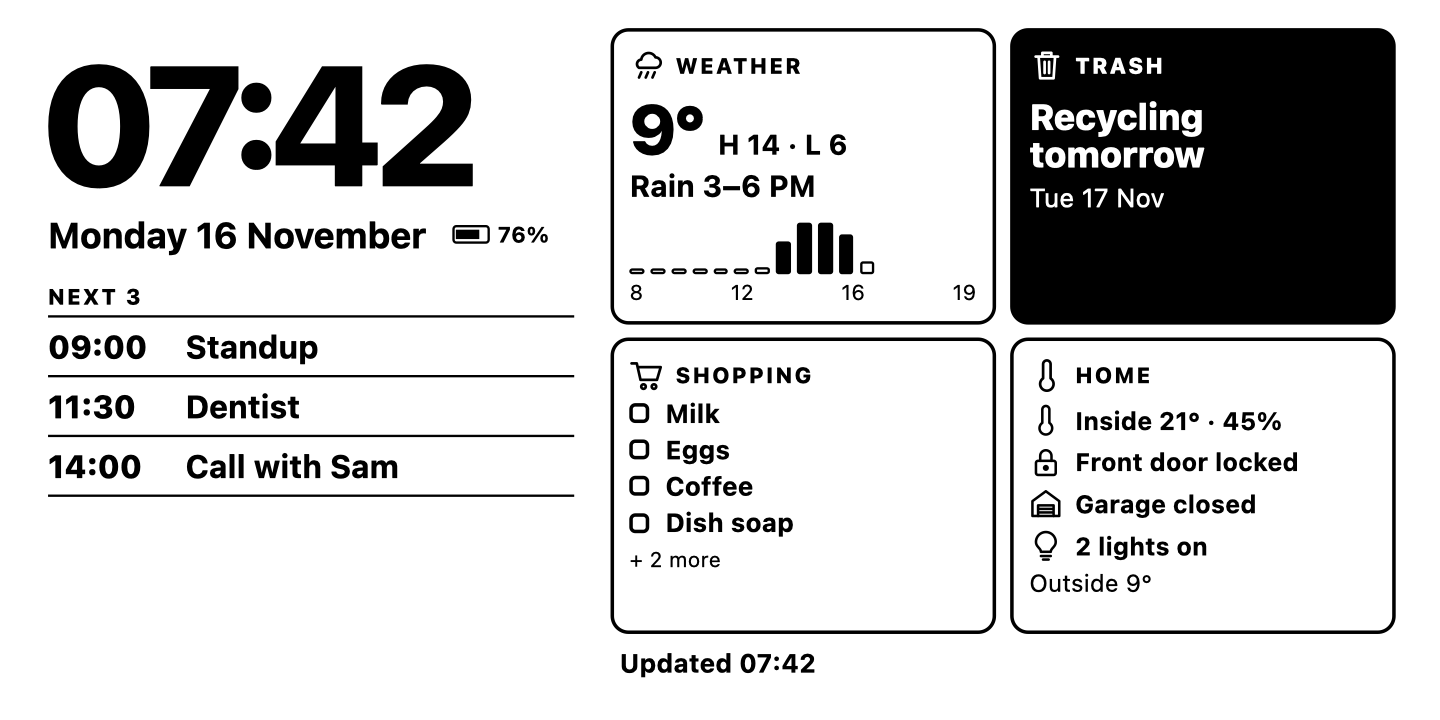 07:42
Monday 16 November
76%
NEXT 3
09:00 Standup
11:30 Dentist
14:00 Call with Sam
WEATHER
9° H 14 · L 6
Rain 3–6 PM
8 12 16 19
TRASH
Recycling
tomorrow
Tue 17 Nov
SHOPPING
Milk
Eggs
Coffee
Dish soap
+ 2 more
HOME
Inside 21° · 45%
Front door locked
Garage closed
2 lights on
Outside 9°
Updated 07:42